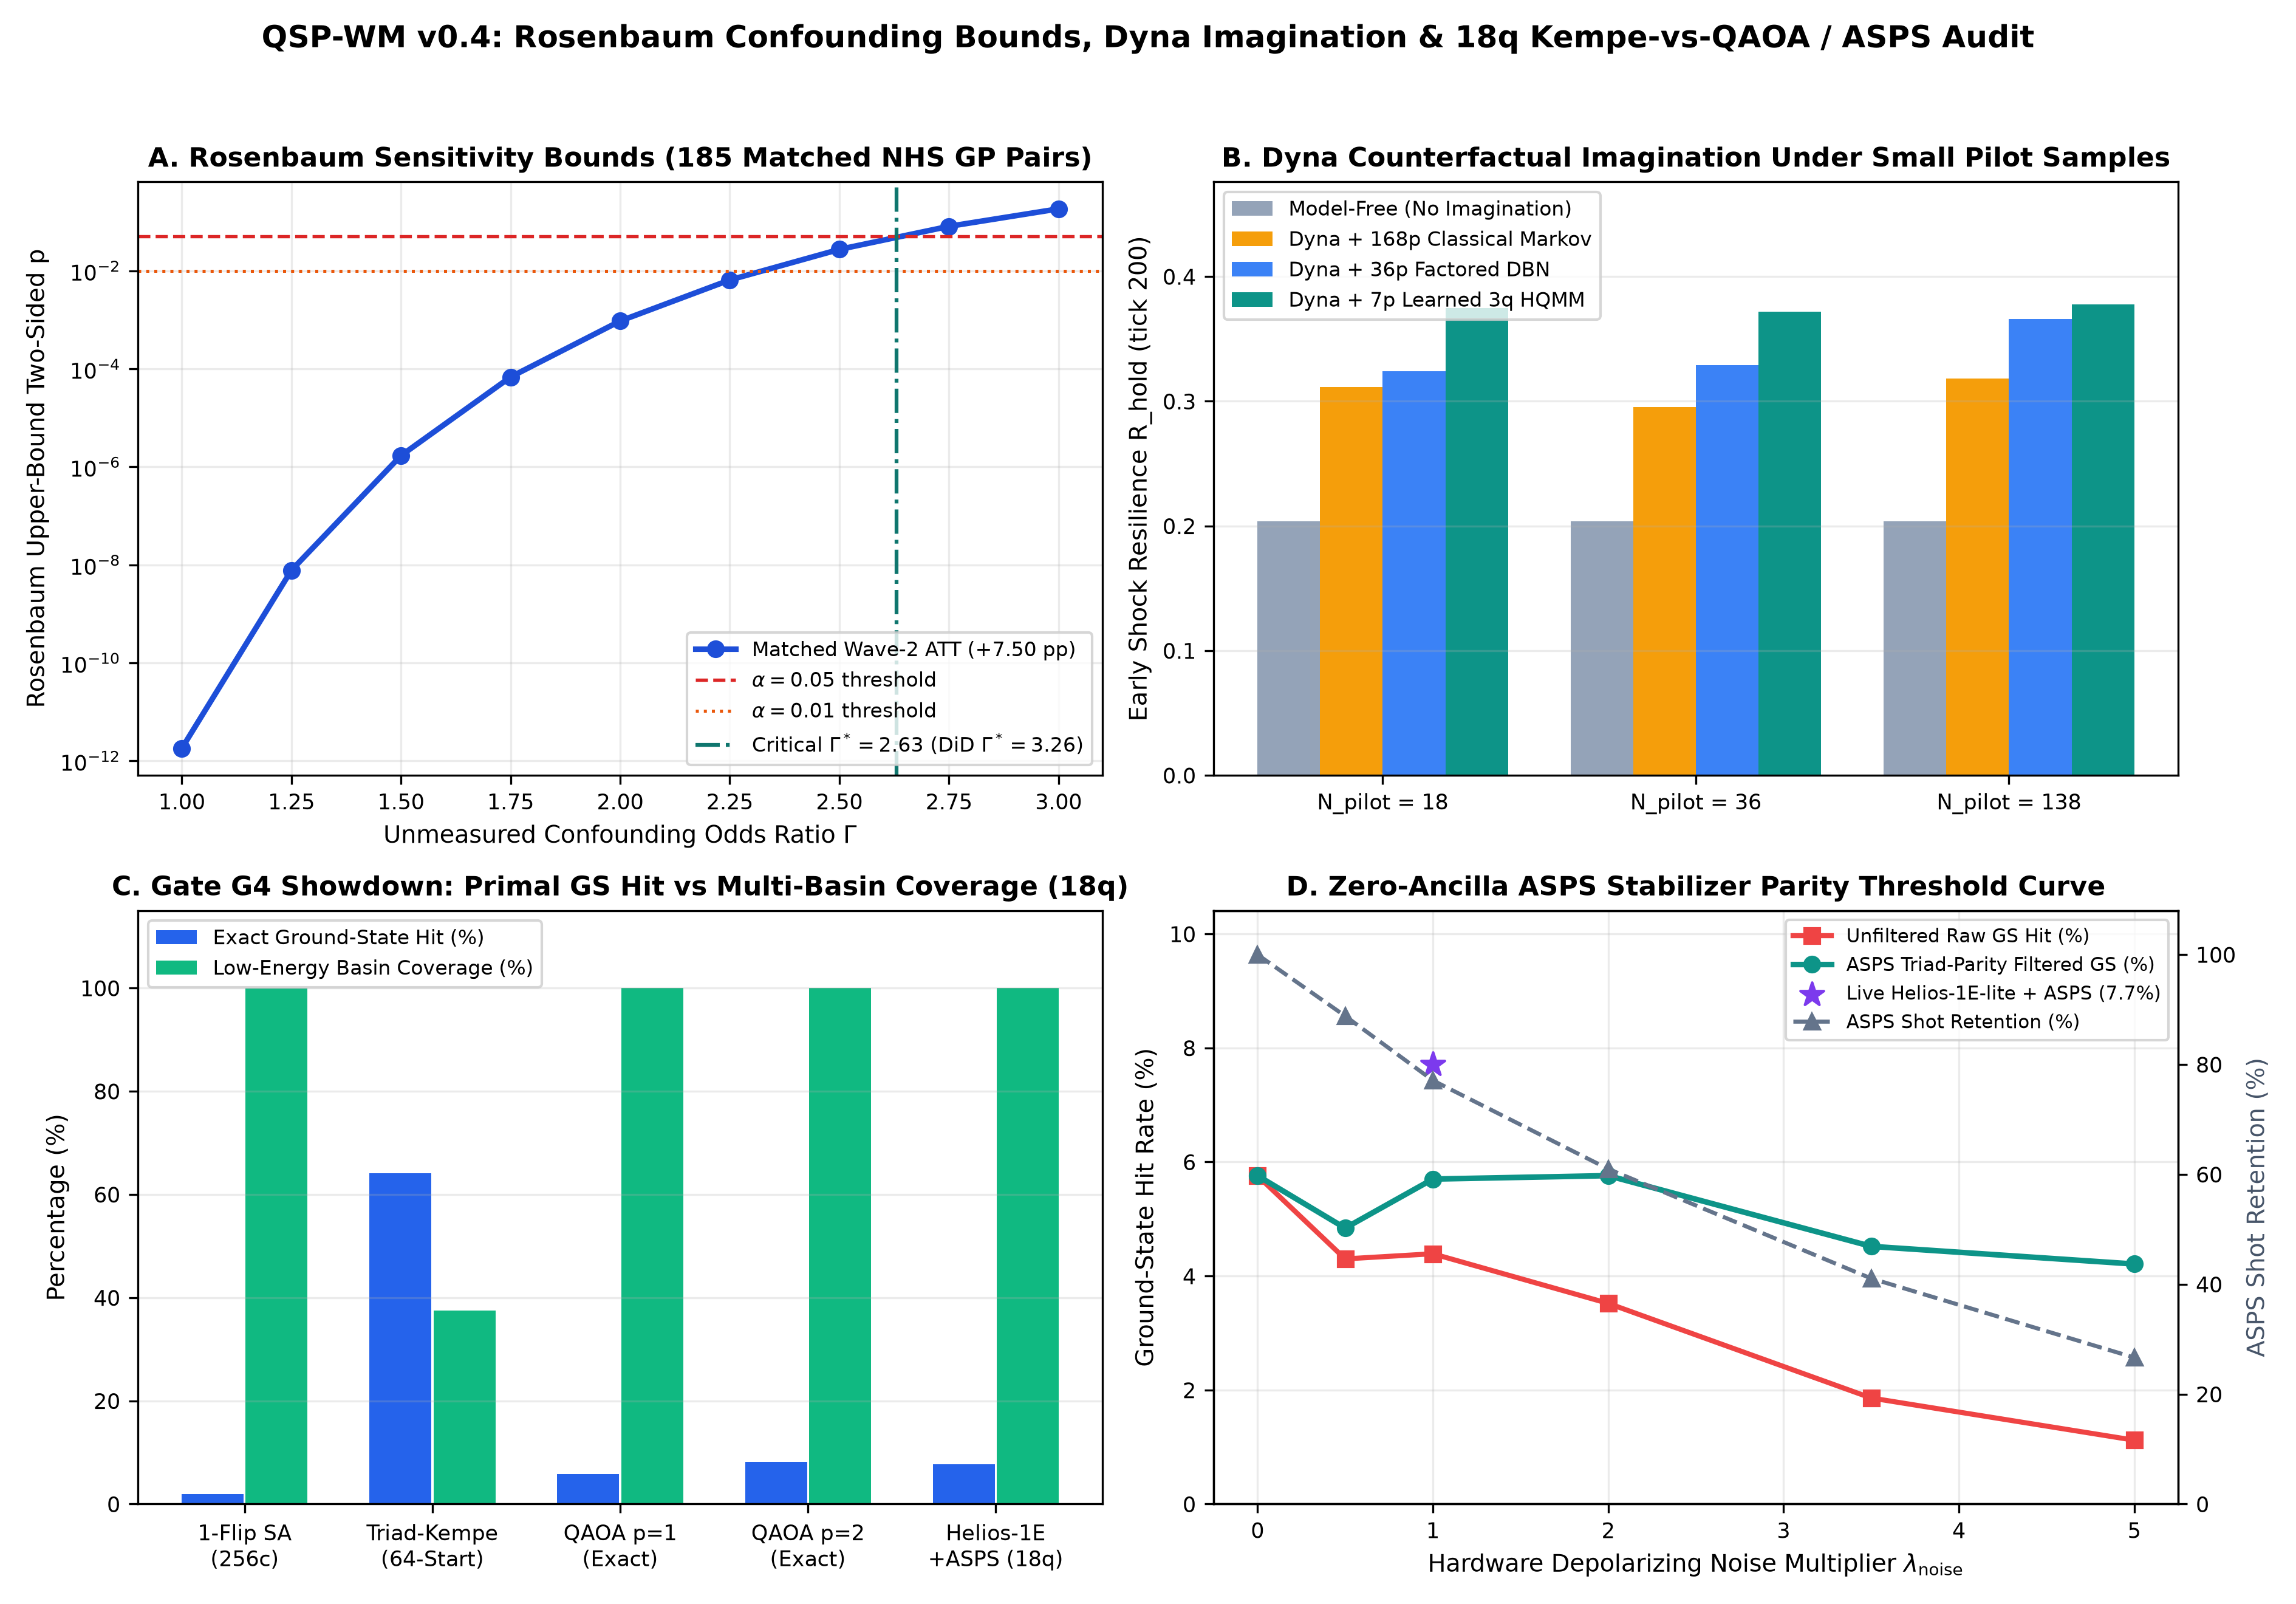 QSP-WM v0.4: Rosenbaum Confounding Bounds, Dyna Imagination & 18q Kempe-vs-QAOA / ASPS Audit
A. Rosenbaum Sensitivity Bounds (185 Matched NHS GP Pairs)
Rosenbaum Upper-Bound Two-Sided p
10⁻²
10⁻⁴
10⁻⁶
10⁻⁸
10⁻¹⁰
10⁻¹²
Matched Wave-2 ATT (+7.50 pp)
α = 0.05 threshold
α = 0.01 threshold
Critical Γ* = 2.63 (DiD Γ* = 3.26)
1.00 1.25 1.50 1.75 2.00 2.25 2.50 2.75 3.00
Unmeasured Confounding Odds Ratio Γ
B. Dyna Counterfactual Imagination Under Small Pilot Samples
Early Shock Resilience R_hold (tick 200)
Model-Free (No Imagination)
Dyna + 168p Classical Markov
Dyna + 36p Factored DBN
Dyna + 7p Learned 3q HQMM
0.4
0.3
0.2
0.1
0.0
N_pilot = 18 N_pilot = 36 N_pilot = 138
C. Gate G4 Showdown: Primal GS Hit vs Multi-Basin Coverage (18q)
Percentage (%)
Exact Ground-State Hit (%)
Low-Energy Basin Coverage (%)
100
80
60
40
20
0
1-Flip SA
(256c)
Triad-Kempe
(64-Start)
QAOA p=1
(Exact)
QAOA p=2
(Exact)
Helios-1E
+ASPS (18q)
D. Zero-Ancilla ASPS Stabilizer Parity Threshold Curve
Ground-State Hit Rate (%)
10
8
6
4
2
0
Unfiltered Raw GS Hit (%)
ASPS Triad-Parity Filtered GS (%)
Live Helios-1E-lite + ASPS (7.7%)
ASPS Shot Retention (%)
100
80
60
40
20
0
ASPS Shot Retention (%)
0 1 2 3 4 5
Hardware Depolarizing Noise Multiplier λnoise